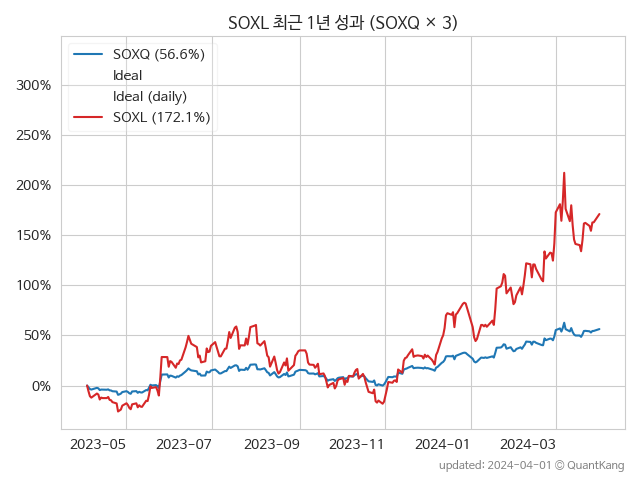 SOXL 최근 1년 성과 (SOXQ × 3)
SOXQ (56.6%)
Ideal
Ideal (daily)
SOXL (172.1%)
300%
250%
200%
150%
100%
50%
0%
2023-05 2023-07 2023-09 2023-11 2024-01 2024-03
updated: 2024-04-01 © QuantKang